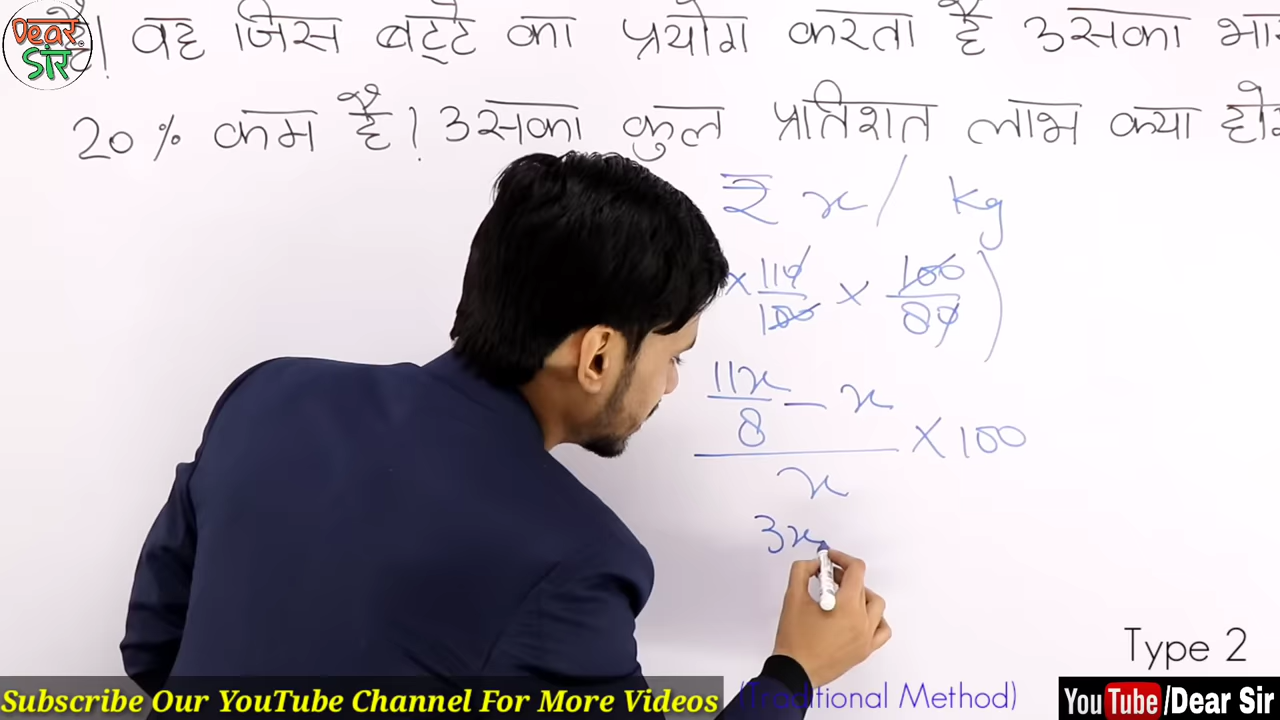 Dear Sir
है। वह जिस बट्टे का प्रयोग करता है उसका
20% कम है। उसका कुल प्रतिशत लाभ क्या
₹ x / kg
× 110/100 × 100/80 )
11x/8 - x
x
× 100
3x
Type 2
(Traditional Method)
Subscribe Our YouTube Channel For More Videos
YouTube /Dear Sir